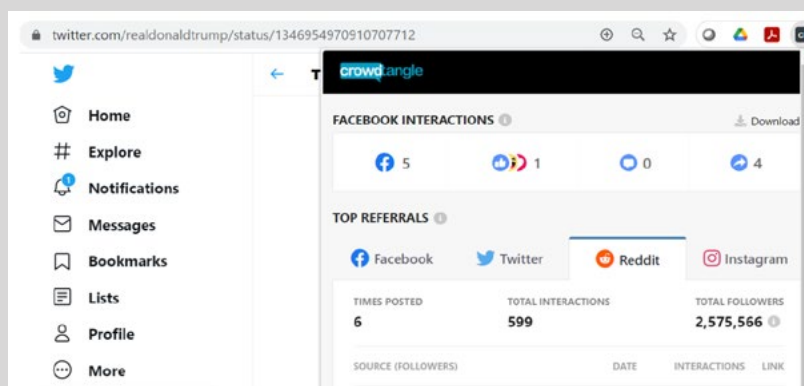 twitter.com/realdonaldtrump/status/1346954970910707712
crowdtangle
Home
Explore
1
Notifications
Messages
Bookmarks
Lists
Profile
More
T
FACEBOOK INTERACTIONS
Download
5 1 0 4
TOP REFERRALS
Facebook Twitter Reddit Instagram
TIMES POSTED TOTAL INTERACTIONS TOTAL FOLLOWERS
6 599 2,575,566
SOURCE (FOLLOWERS) DATE INTERACTIONS LINK